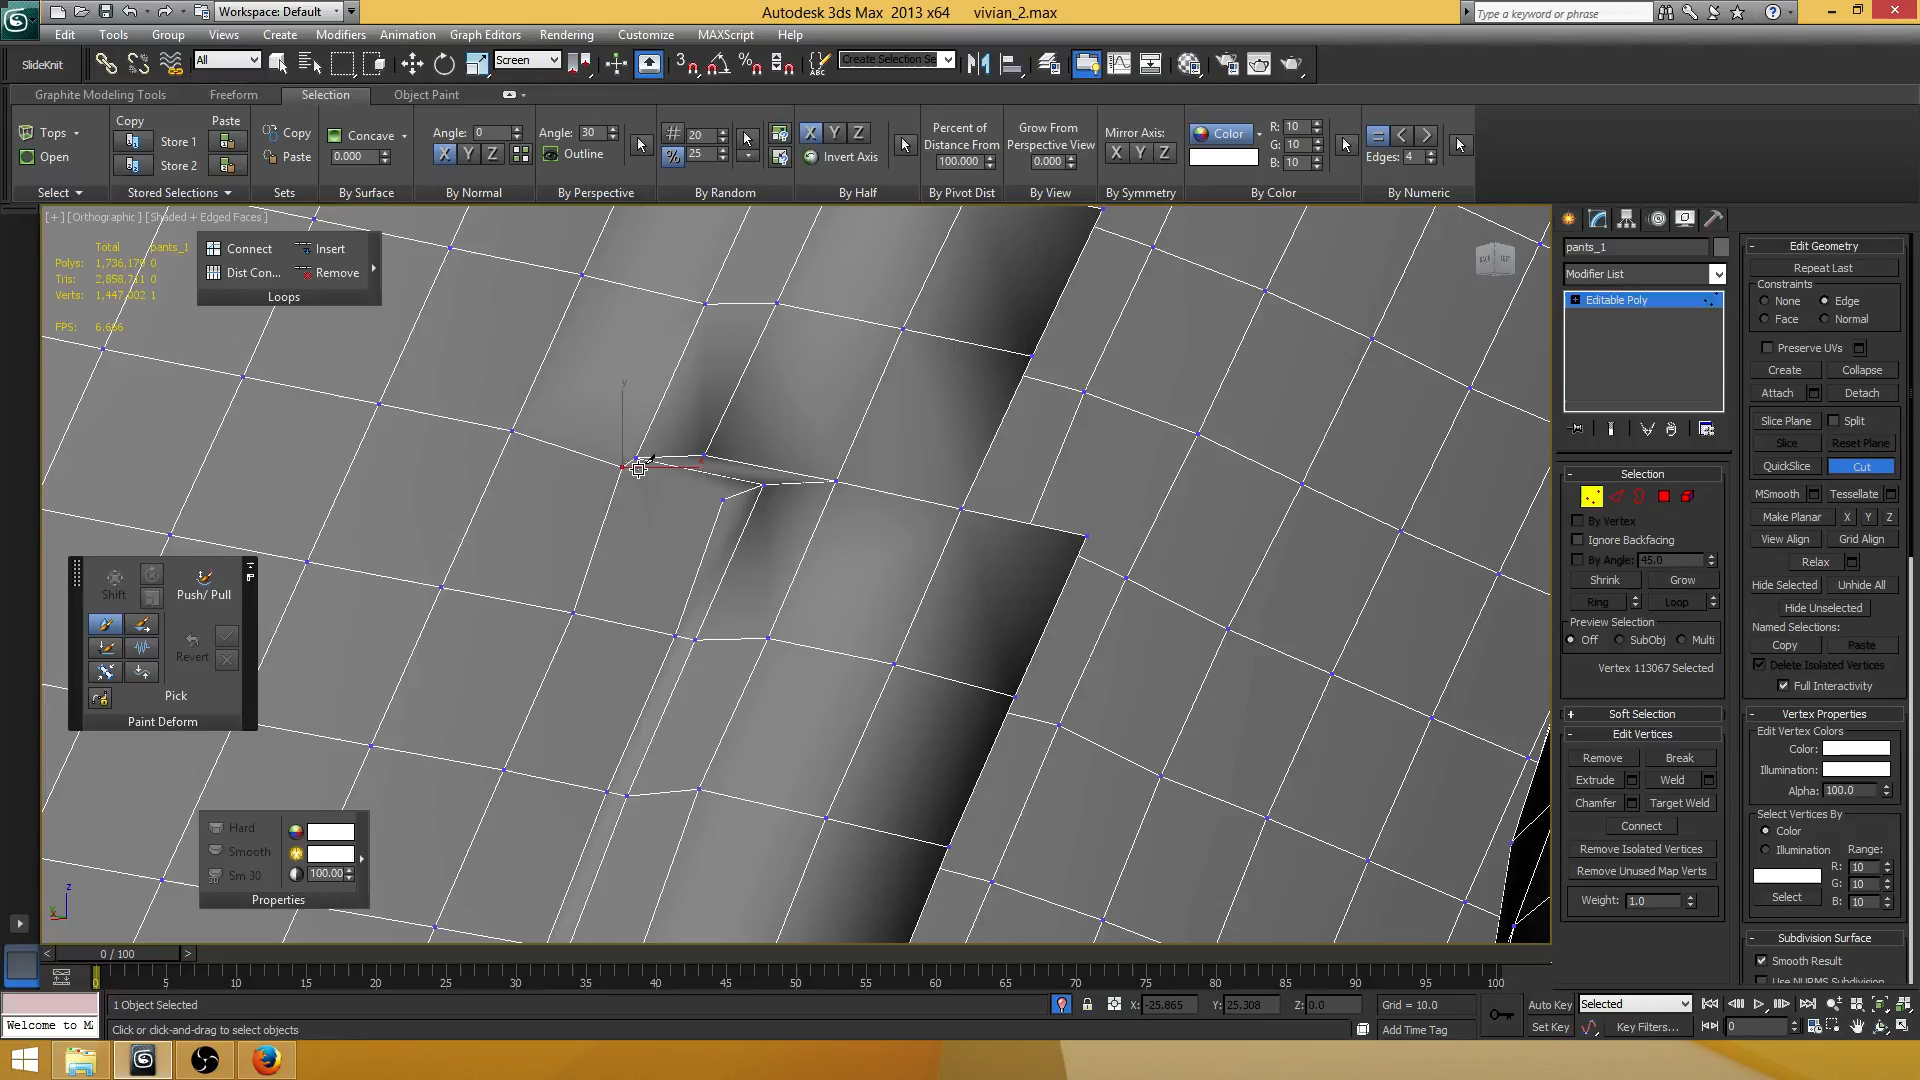 Workspace: Default
Autodesk 3ds Max 2013 x64 vivian_2.max
Type a keyword or phrase
Edit Tools Group Views Create Modifiers Animation Graph Editors Rendering Customize MAXScript Help
SlideKnit All Screen Create Selection Se
Graphite Modeling Tools Freeform Selection Object Paint
Copy Paste
Tops Store 1 Copy Concave Angle: 0 Angle: 30 20 X Y Z Percent of Distance From Grow From Perspective View Mirror Axis: Color R: 10
Open Store 2 Paste 0.000 X Y Z Outline 25 Invert Axis 100.000 0.000 X Y Z G: 10 Edges: 4
B: 10
Select Stored Selections Sets By Surface By Normal By Perspective By Random By Half By Pivot Dist By View By Symmetry By Color By Numeric
[+] [Orthographic] [Shaded + Edged Faces]
Total pants_1
Tris: 2,858,711 0
Verts: 1,447,002 1
FPS: 6.666
Connect Insert
Dist Con... Remove
Loops
y
Shift Push/ Pull
Revert
Pick
Paint Deform
Hard
Smooth
Sm 30 100.00
Properties
z
pants_1
Modifier List
Editable Poly
Selection
By Vertex
Ignore Backfacing
By Angle: 45.0
Shrink Grow
Ring Loop
Preview Selection
Off SubObj Multi
Vertex 113067 Selected
Soft Selection
Edit Vertices
Remove Break
Extrude Weld
Chamfer Target Weld
Connect
Remove Isolated Vertices
Remove Unused Map Verts
Weight: 1.0
Edit Geometry
Repeat Last
Constraints
None Edge
Face Normal
Preserve UVs
Create Collapse
Attach Detach
Slice Plane Split
Slice Reset Plane
QuickSlice Cut
MSmooth Tessellate
Make Planar X Y Z
View Align Grid Align
Relax
Hide Selected Unhide All
Hide Unselected
Named Selections:
Copy Paste
Delete Isolated Vertices
Full Interactivity
Vertex Properties
Edit Vertex Colors
Color:
Illumination:
Alpha: 100.0
Select Vertices By
Color
Illumination Range:
R: 10
G: 10
Select B: 10
Subdivision Surface
Smooth Result
Use NURMS Subdivision
0 / 100
0 5 10 15 20 25 30 35 40 45 50 55 60 65 70 75 80 85 90 95 100
1 Object Selected X: -25.865 Y: 25.308 Z: 0.0 Grid = 10.0 Auto Key Selected
Welcome to M Click or click-and-drag to select objects Add Time Tag Set Key Key Filters... 0